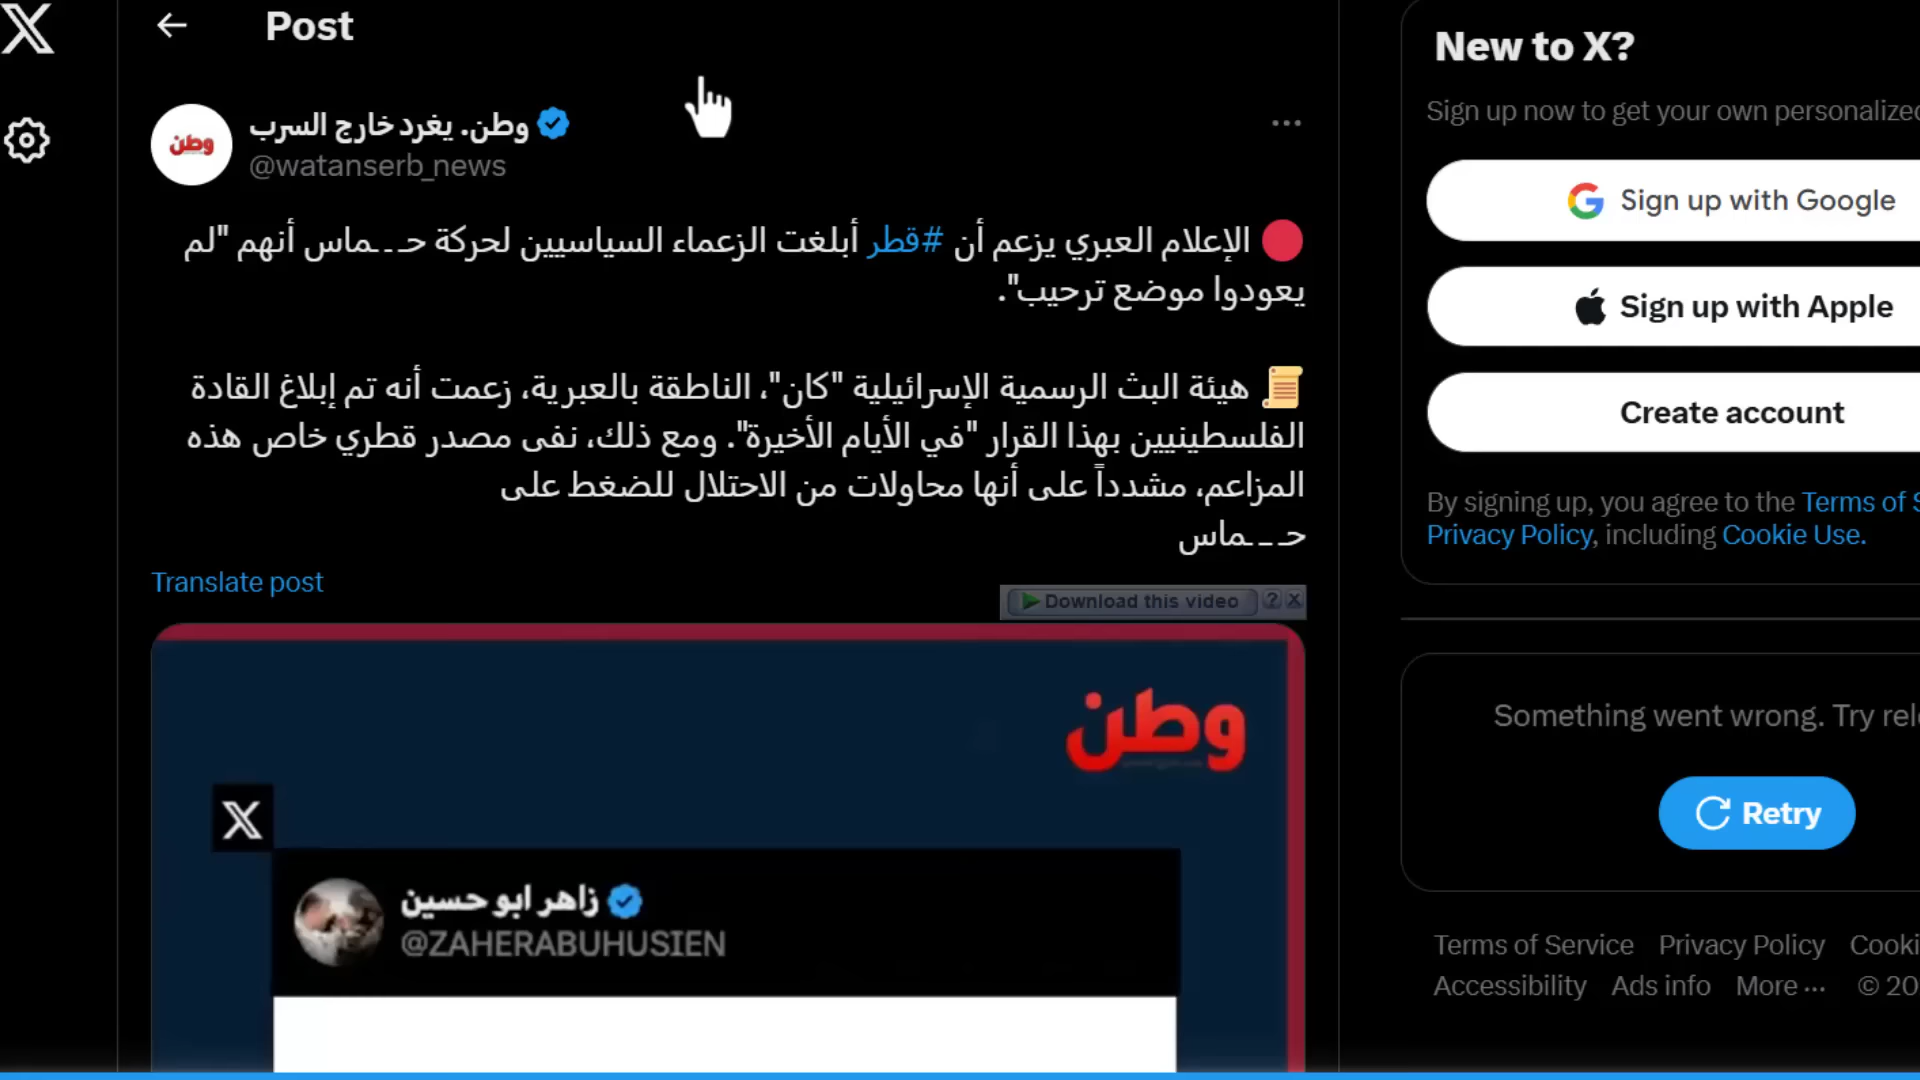 Post
وطن. يغرد خارج السرب
@watanserb_news
الإعلام العبري يزعم أن #قطر أبلغت الزعماء السياسيين لحركة حـ ـ ـماس أنهم "لم
يعودوا موضع ترحيب".
هيئة البث الرسمية الإسرائيلية "كان"، الناطقة بالعبرية، زعمت أنه تم إبلاغ القادة
الفلسطينيين بهذا القرار "في الأيام الأخيرة". ومع ذلك، نفى مصدر قطري خاص هذه
المزاعم، مشدداً على أنها محاولات من الاحتلال للضغط على
حـ ـ ـماس
Translate post
Download this video
وطن
زاهر ابو حسين
@ZAHERABUHUSIEN
New to X?
Sign up now to get your own personalized
Sign up with Google
Sign up with Apple
Create account
By signing up, you agree to the Terms of
Privacy Policy, including Cookie Use.
Something went wrong. Try
Retry
Terms of Service Privacy Policy
Accessibility Ads info More ...